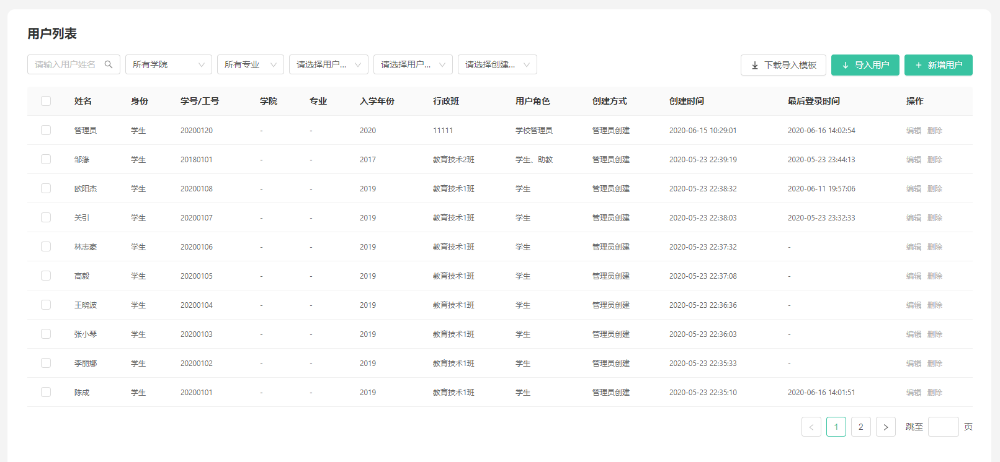 用户列表
请输入用户姓名 所有学院 所有专业 请选择用户... 请选择用户... 请选择创建... 下载导入模板 导入用户 + 新增用户
姓名 身份 学号/工号 学院 专业 入学年份 行政班 用户角色 创建方式 创建时间 最后登录时间 操作
管理员 学生 20200120 - - 2020 11111 学校管理员 管理员创建 2020-06-15 10:29:01 2020-06-16 14:02:54 编辑 删除
邹缘 学生 20180101 - - 2017 教育技术2班 学生、助教 管理员创建 2020-05-23 22:39:19 2020-05-23 23:44:13 编辑 删除
欧阳杰 学生 20200108 - - 2019 教育技术1班 学生 管理员创建 2020-05-23 22:38:32 2020-06-11 19:57:06 编辑 删除
关引 学生 20200107 - - 2019 教育技术1班 学生 管理员创建 2020-05-23 22:38:03 2020-05-23 23:32:33 编辑 删除
林志豪 学生 20200106 - - 2019 教育技术1班 学生 管理员创建 2020-05-23 22:37:32 - 编辑 删除
高毅 学生 20200105 - - 2019 教育技术1班 学生 管理员创建 2020-05-23 22:37:08 - 编辑 删除
王晓波 学生 20200104 - - 2019 教育技术1班 学生 管理员创建 2020-05-23 22:36:36 - 编辑 删除
张小琴 学生 20200103 - - 2019 教育技术1班 学生 管理员创建 2020-05-23 22:36:03 - 编辑 删除
李丽娜 学生 20200102 - - 2019 教育技术1班 学生 管理员创建 2020-05-23 22:35:33 - 编辑 删除
陈成 学生 20200101 - - 2019 教育技术1班 学生 管理员创建 2020-05-23 22:35:10 2020-06-16 14:01:51 编辑 删除
< 1 2 > 跳至 页